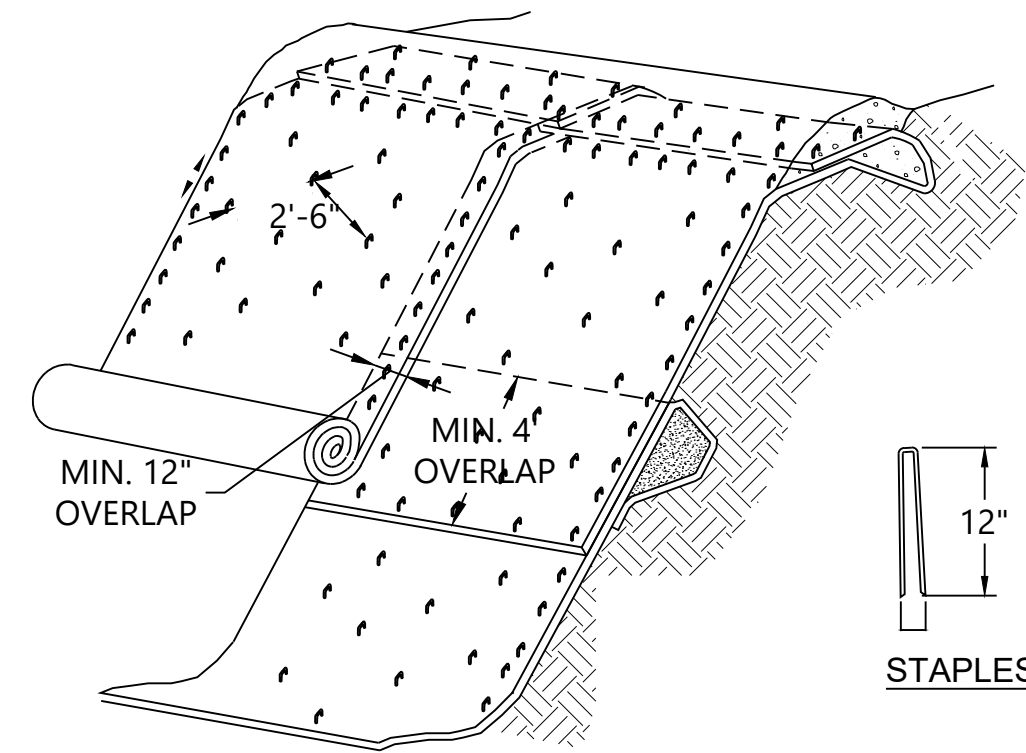 2'-6"
MIN. 12"
OVERLAP
MIN. 4'
OVERLAP
12"
STAPLES